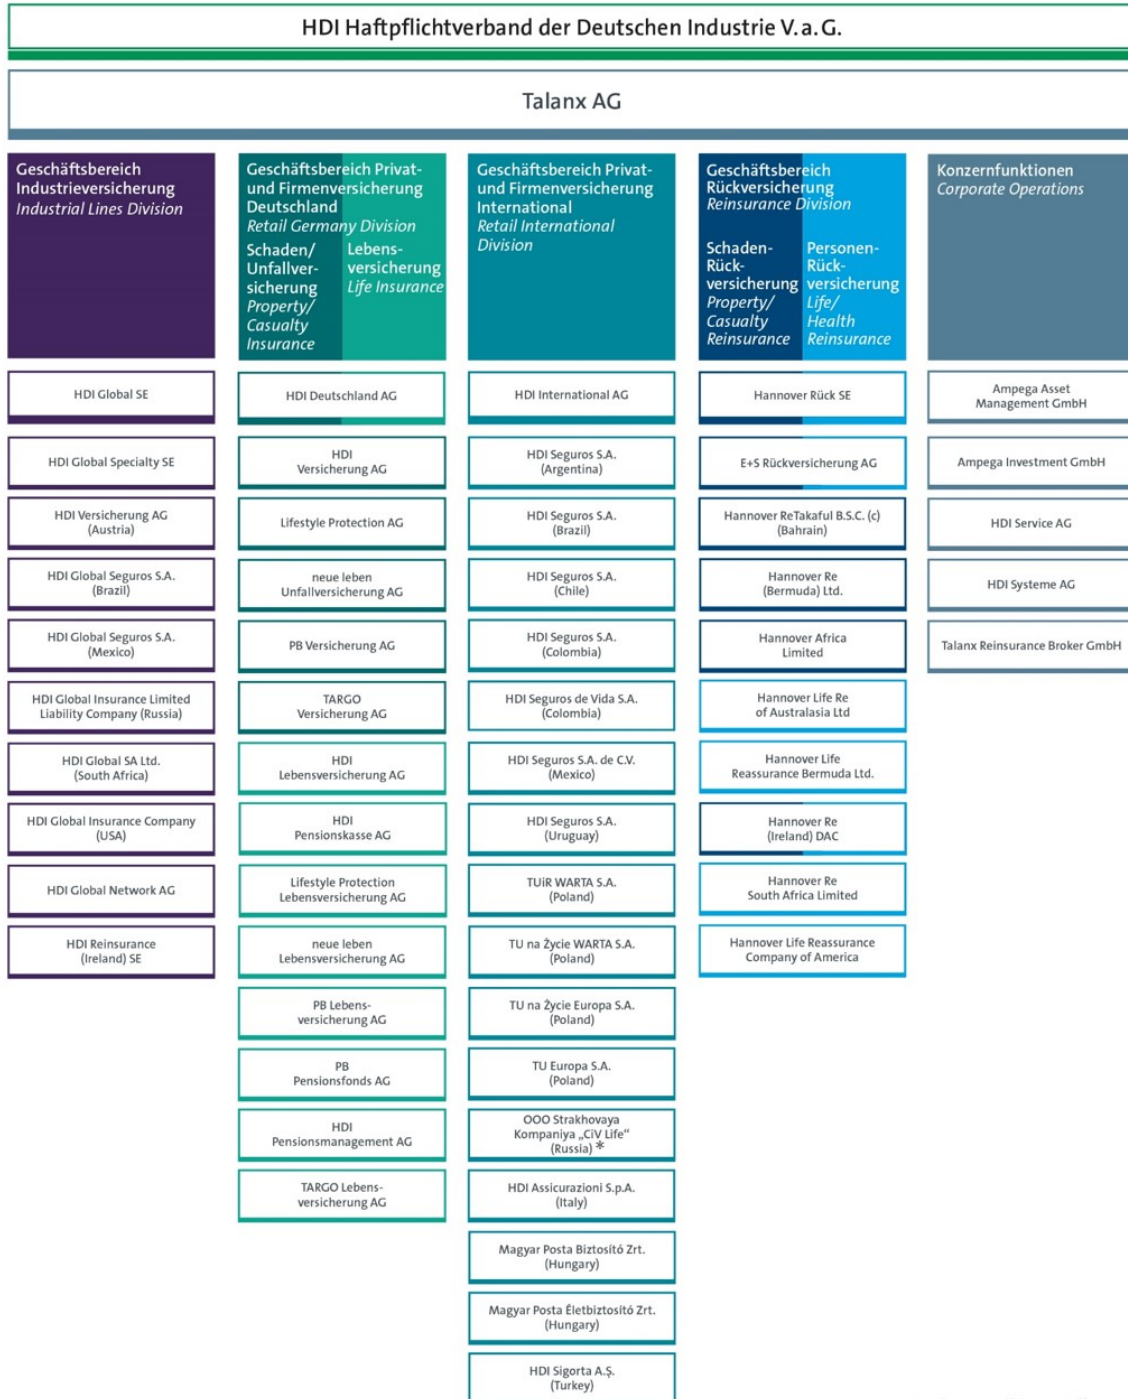 HDI Haftpflichtverband der Deutschen Industrie V.a.G.
Talanx AG
Geschäftsbereich
Industrieversicherung
Industrial Lines Division
HDI Global SE
HDI Global Specialty SE
HDI Versicherung AG
(Austria)
HDI Global Seguros S.A.
(Brazil)
HDI Global Seguros S.A.
(Mexico)
HDI Global Insurance Limited
Liability Company (Russia)
HDI Global SA Ltd.
(South Africa)
HDI Global Insurance Company
(USA)
HDI Global Network AG
HDI Reinsurance
(Ireland) SE
Geschäftsbereich Privat-
und Firmenversicherung
Deutschland
Retail Germany Division
Schaden/
Unfallver-
sicherung
Property/
Casualty
Insurance
Lebens-
versicherung
Life Insurance
HDI Deutschland AG
HDI
Versicherung AG
Lifestyle Protection AG
neue leben
Unfallversicherung AG
PB Versicherung AG
TARGO
Versicherung AG
HDI
Lebensversicherung AG
HDI
Pensionskasse AG
Lifestyle Protection
Lebensversicherung AG
neue leben
Lebensversicherung AG
PB Lebens-
versicherung AG
PB
Pensionsfonds AG
HDI
Pensionsmanagement AG
TARGO Lebens-
versicherung AG
Geschäftsbereich Privat-
und Firmenversicherung
International
Retail International
Division
HDI International AG
HDI Seguros S.A.
(Argentina)
HDI Seguros S.A.
(Brazil)
HDI Seguros S.A.
(Chile)
HDI Seguros S.A.
(Colombia)
HDI Seguros de Vida S.A.
(Colombia)
HDI Seguros S.A. de C.V.
(Mexico)
HDI Seguros S.A.
(Uruguay)
TUiR WARTA S.A.
(Poland)
TU na Życie WARTA S.A.
(Poland)
TU na Życie Europa S.A.
(Poland)
TU Europa S.A.
(Poland)
OOO Strakhovaya
Kompaniya „CiV Life“
(Russia) *
HDI Assicurazioni S.p.A.
(Italy)
Magyar Posta Biztosító Zrt.
(Hungary)
Magyar Posta Életbiztosító Zrt.
(Hungary)
HDI Sigorta A.Ş.
(Turkey)
Geschäftsbereich
Rückversicherung
Reinsurance Division
Schaden-
Rück-
versicherung
Property/
Casualty
Reinsurance
Personen-
Rück-
versicherung
Life/
Health
Reinsurance
Hannover Rück SE
E+S Rückversicherung AG
Hannover ReTakaful B.S.C. (c)
(Bahrain)
Hannover Re
(Bermuda) Ltd.
Hannover Africa
Limited
Hannover Life Re
of Australasia Ltd
Hannover Life
Reassurance Bermuda Ltd.
Hannover Re
(Ireland) DAC
Hannover Re
South Africa Limited
Hannover Life Reassurance
Company of America
Konzernfunktionen
Corporate Operations
Ampega Asset
Management GmbH
Ampega Investment GmbH
HDI Service AG
HDI Systeme AG
Talanx Reinsurance Broker GmbH